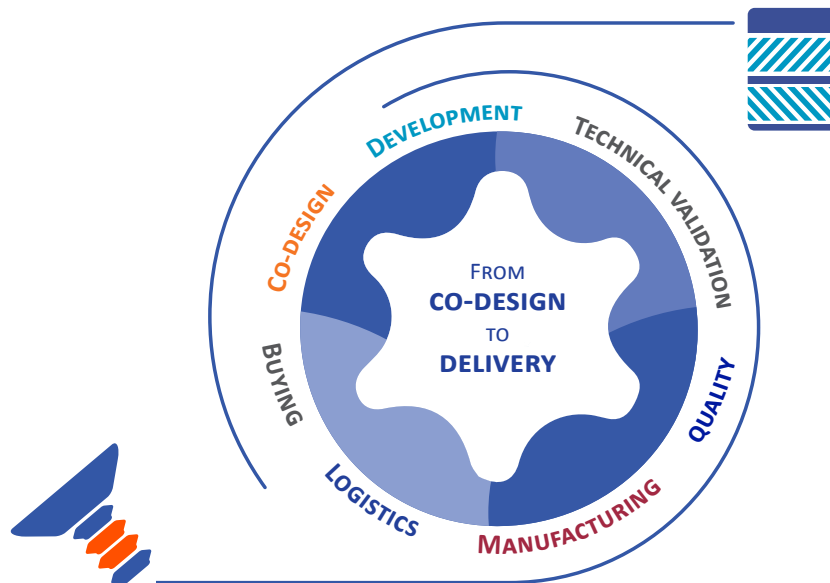 Co-design
Development
Technical validation
Quality
Manufacturing
Logistics
Buying
From
co-design
to
delivery